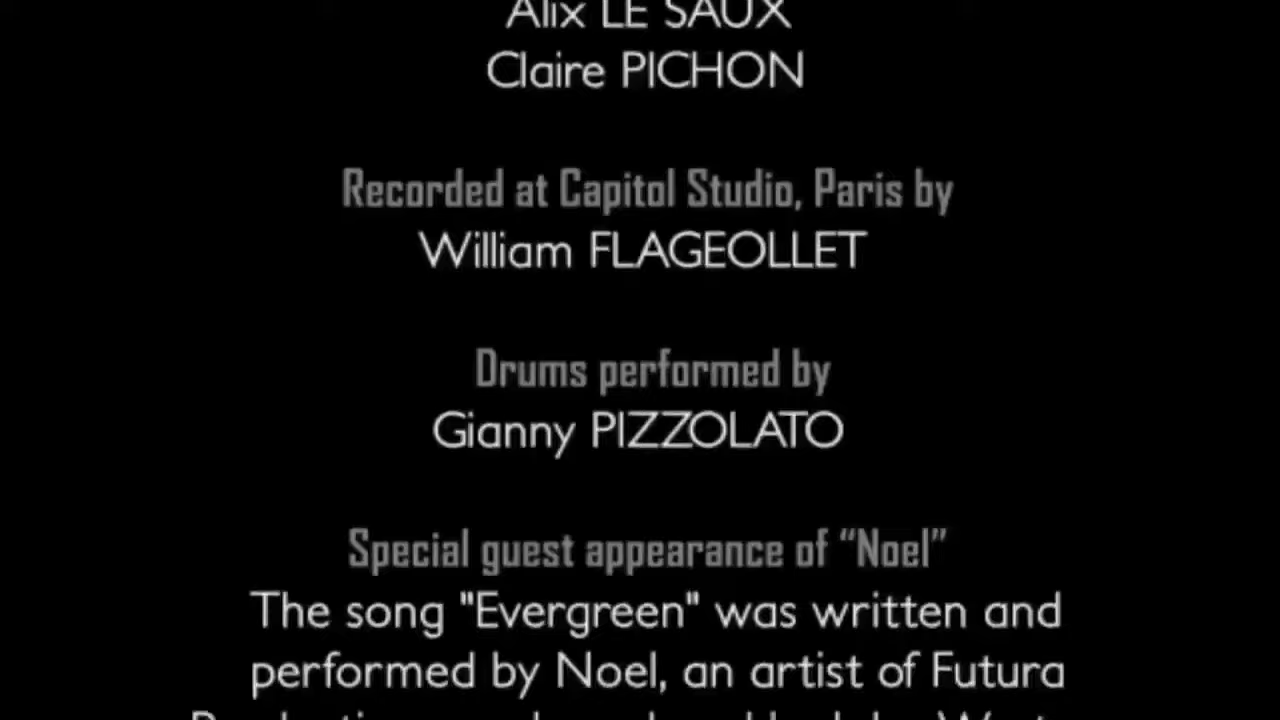 Alix LE SAUX
Claire PICHON
Recorded at Capitol Studio, Paris by
William FLAGEOLLET
Drums performed by
Gianny PIZZOLATO
Special guest appearance of “Noel”
The song "Evergreen" was written and
performed by Noel, an artist of Futura